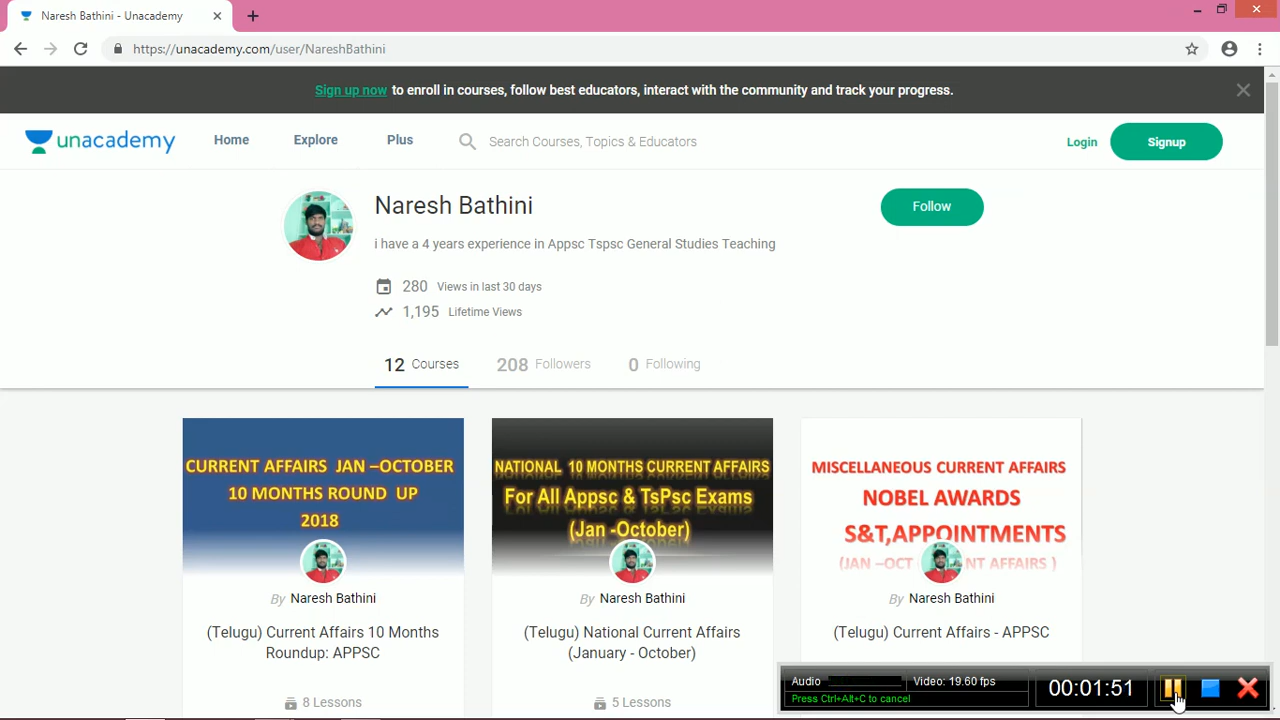 Naresh Bathini - Unacademy
https://unacademy.com/user/NareshBathini
Sign up now to enroll in courses, follow best educators, interact with the community and track your progress.
unacademy Home Explore Plus Search Courses, Topics & Educators Login Signup
Naresh Bathini Follow
i have a 4 years experience in Appsc Tspsc General Studies Teaching
280 Views in last 30 days
1,195 Lifetime Views
12 Courses 208 Followers 0 Following
CURRENT AFFAIRS JAN –OCTOBER
10 MONTHS ROUND UP
2018
By Naresh Bathini
(Telugu) Current Affairs 10 Months
Roundup: APPSC
8 Lessons
NATIONAL 10 MONTHS CURRENT AFFAIRS
For All Appsc & TsPsc Exams
(Jan -October)
By Naresh Bathini
(Telugu) National Current Affairs
(January - October)
5 Lessons
MISCELLANEOUS CURRENT AFFAIRS
NOBEL AWARDS
S&T,APPOINTMENTS
(JAN –OCT NT AFFAIRS )
By Naresh Bathini
(Telugu) Current Affairs - APPSC
Audio Video: 19.60 fps
Press Ctrl+Alt+C to cancel
00:01:51